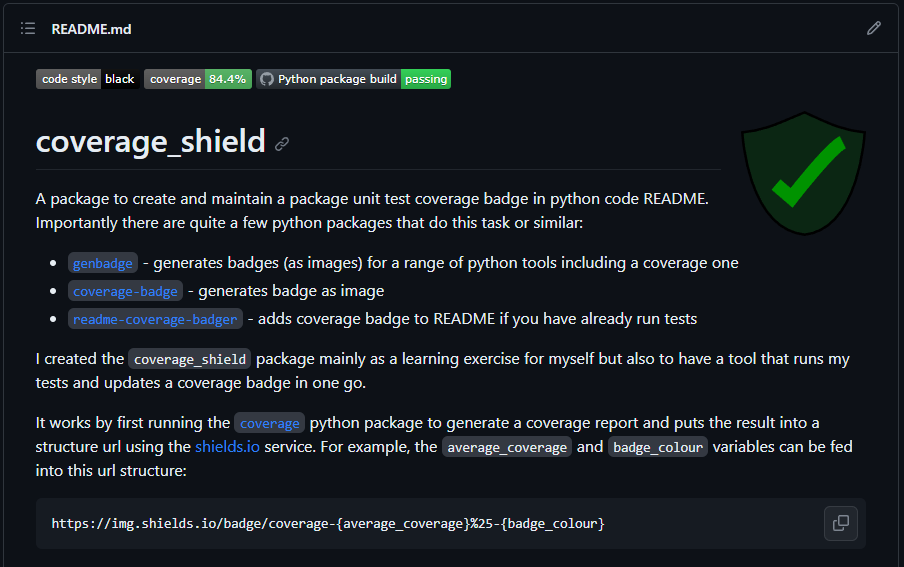 README.md
code style black coverage 84.4% Python package build passing
coverage_shield
A package to create and maintain a package unit test coverage badge in python code README.
Importantly there are quite a few python packages that do this task or similar:
genbadge - generates badges (as images) for a range of python tools including a coverage one
coverage-badge - generates badge as image
readme-coverage-badger - adds coverage badge to README if you have already run tests
I created the coverage_shield package mainly as a learning exercise for myself but also to have a tool that runs my
tests and updates a coverage badge in one go.
It works by first running the coverage python package to generate a coverage report and puts the result into a
structure url using the shields.io service. For example, the average_coverage and badge_colour variables can be fed
into this url structure:
https://img.shields.io/badge/coverage-{average_coverage}%25-{badge_colour}